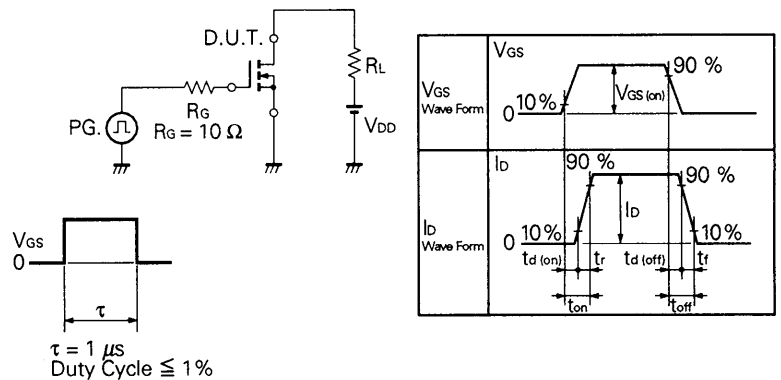 D.U.T.
RL
RG
PG.
RG = 10 Ω
VDD
VGS
0
τ
τ = 1 μs
Duty Cycle ≦ 1%
VGS
Wave Form
VGS
90 %
10%
VGS (on)
0
ID
Wave Form
ID
90 %
90 %
ID
0
10%
10%
td (on)
tr
td (off)
tf
ton
toff